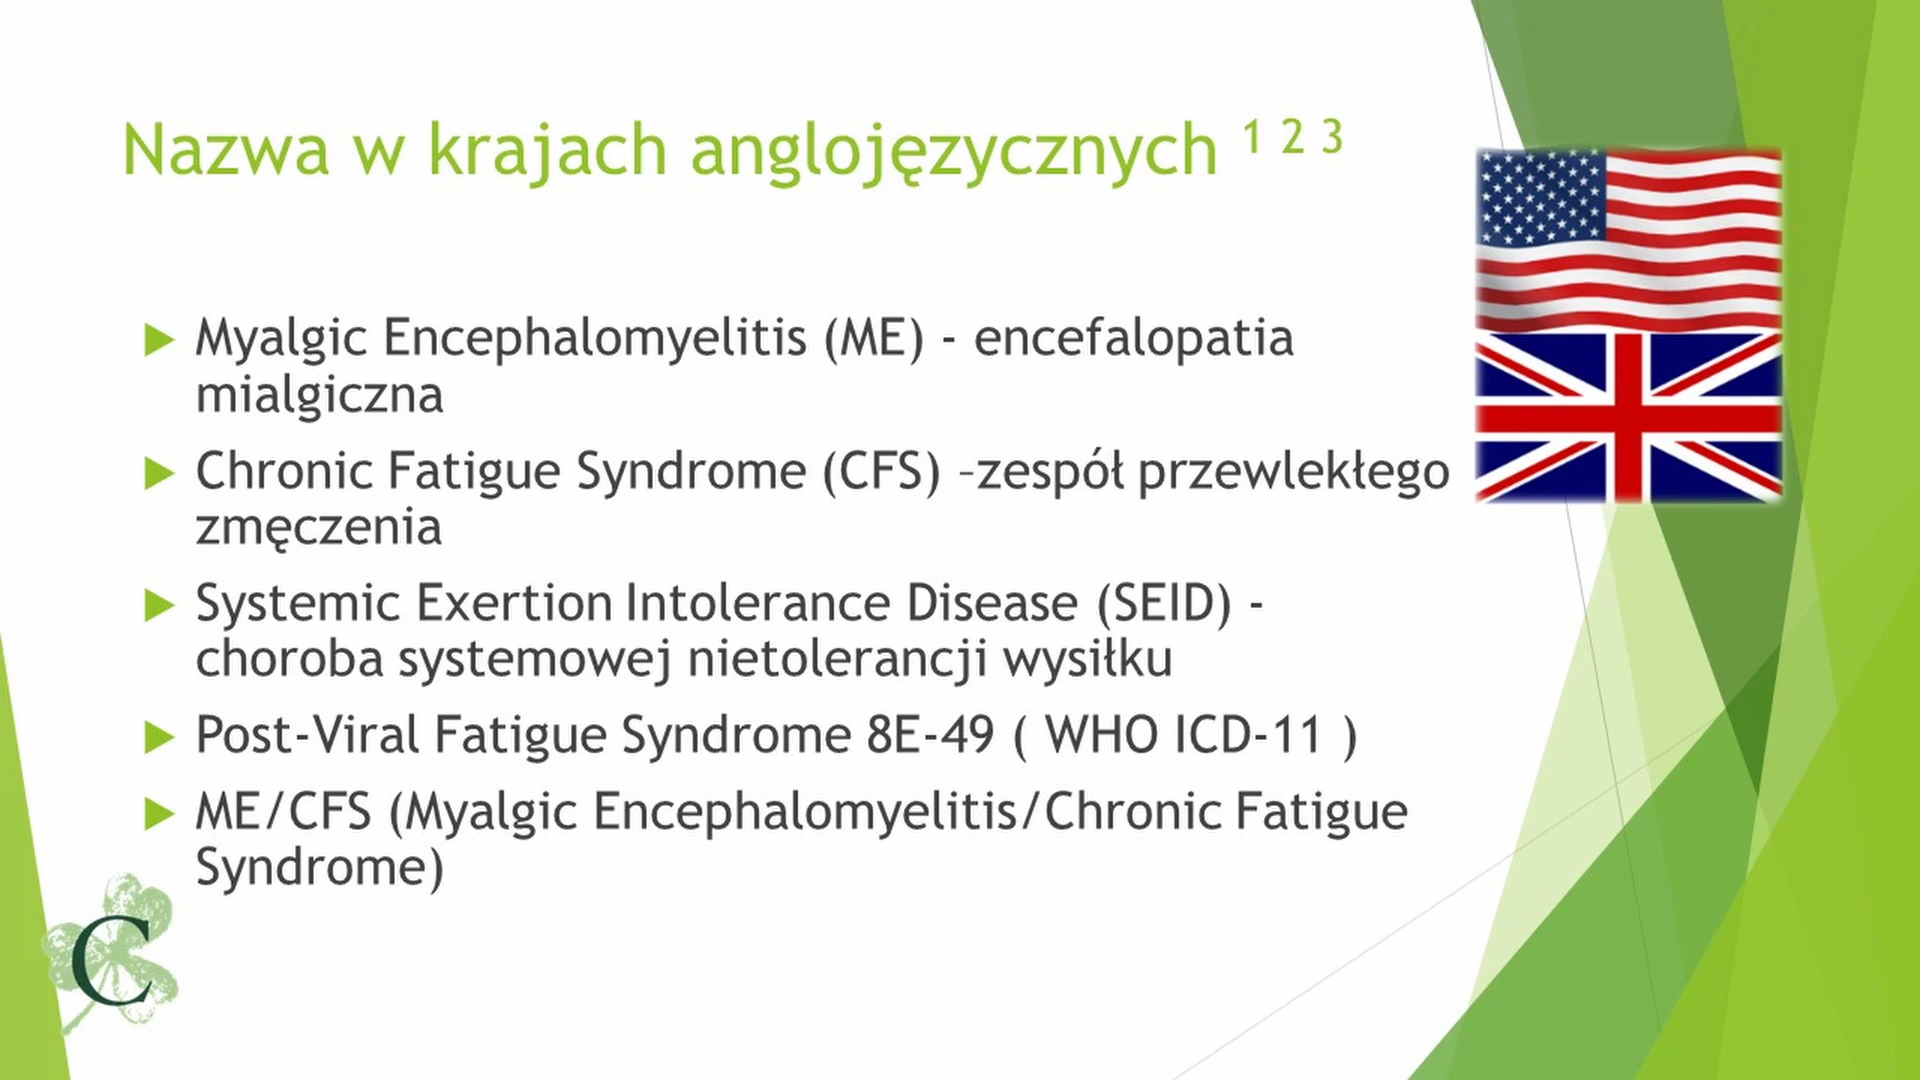 Nazwa w krajach anglojęzycznych 1 2 3
Myalgic Encephalomyelitis (ME) - encefalopatia
mialgiczna
Chronic Fatigue Syndrome (CFS) –zespół przewlekłego
zmęczenia
Systemic Exertion Intolerance Disease (SEID) -
choroba systemowej nietolerancji wysiłku
Post-Viral Fatigue Syndrome 8E-49 ( WHO ICD-11 )
ME/CFS (Myalgic Encephalomyelitis/Chronic Fatigue
Syndrome)
C